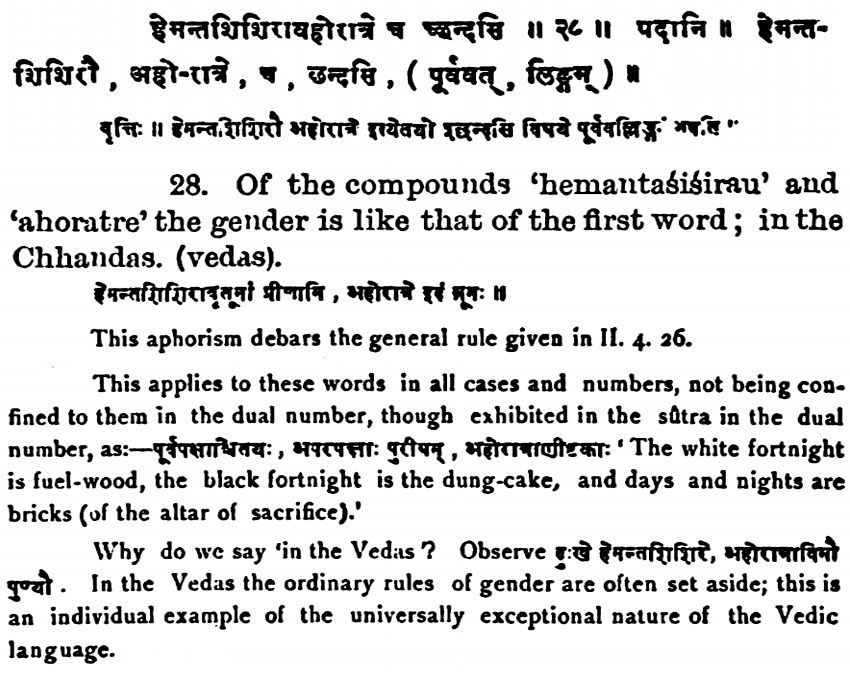 हेमन्तशिशिरावहोरात्रे च च्छन्दसि ॥ २८ ॥ पदानि ॥ हेमन्त-
शिशिरौ , अहो-रात्रे , च , छन्दसि , ( पूर्ववत् , लिङ्गम् ) ॥
वृत्तिः ॥ हेमन्तशिशिरौ अहोरात्रे इत्येतयो श्छन्दसि विषये पूर्ववल्लिङ्गं भवति ॥
28. Of the compounds 'hemantaśiśirau' and
'ahoratre' the gender is like that of the first word; in the
Chhandas. (vedas).
हेमन्तशिशिरावृतूनां प्रीणामि , अहोरात्रे इदं ब्रूमः ॥
This aphorism debars the general rule given in II. 4. 26.
This applies to these words in all cases and numbers, not being con-
fined to them in the dual number, though exhibited in the sûtra in the dual
number, as:—पूर्वपक्षाश्चितयः , अपरपक्षाः पुरीषम् , अहोरात्राणीष्टकाः ' The white fortnight
is fuel-wood, the black fortnight is the dung-cake, and days and nights are
bricks (of the altar of sacrifice).'
Why do we say 'in the Vedas ? Observe दुःखे हेमन्तशिशिरे, अहोरात्राविमौ
पुण्यौ . In the Vedas the ordinary rules of gender are often set aside; this is
an individual example of the universally exceptional nature of the Vedic
language.